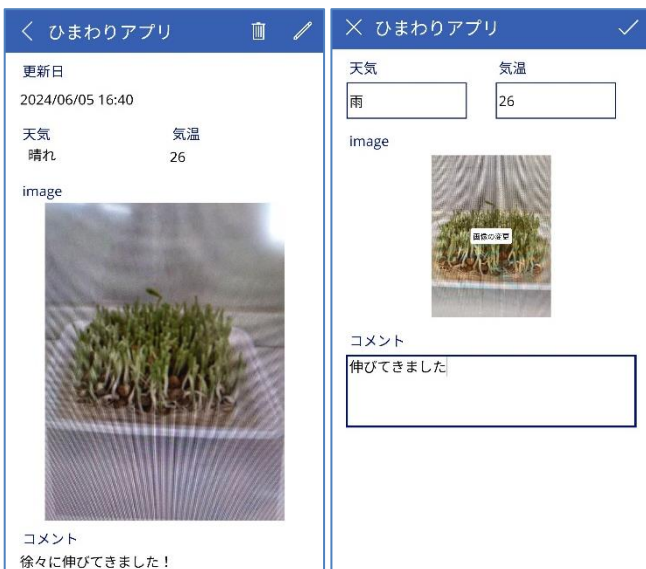 ひまわりアプリ
更新日
2024/06/05 16:40
天気 気温
晴れ 26
image
コメント
徐々に伸びてきました！
ひまわりアプリ
天気 気温
雨 26
image
画像の変更
コメント
伸びてきました